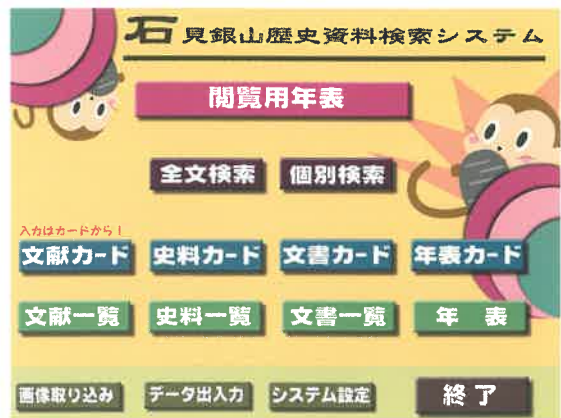 石見銀山歴史資料検索システム
閲覧用年表
全文検索 個別検索
入力はカードから！
文献カード 史料カード 文書カード 年表カード
文献一覧 史料一覧 文書一覧 年 表
画像取り込み データ出入力 システム設定 終了